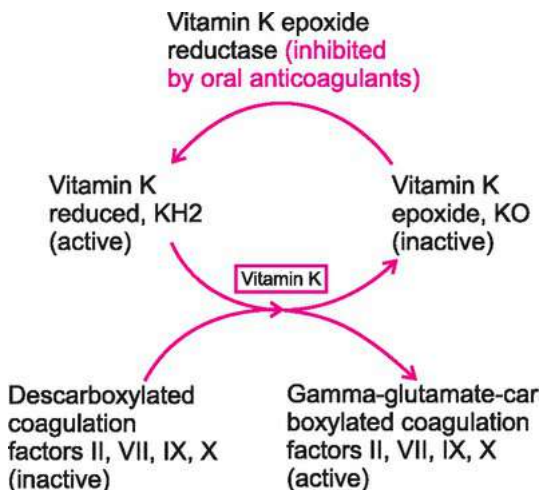 Vitamin K epoxide
reductase (inhibited
by oral anticoagulants)
Vitamin K
reduced, KH2
(active)
Vitamin K
epoxide, KO
(inactive)
Vitamin K
Descarboxylated
coagulation
factors II, VII, IX, X
(inactive)
Gamma-glutamate-car
boxylated coagulation
factors II, VII, IX, X
(active)